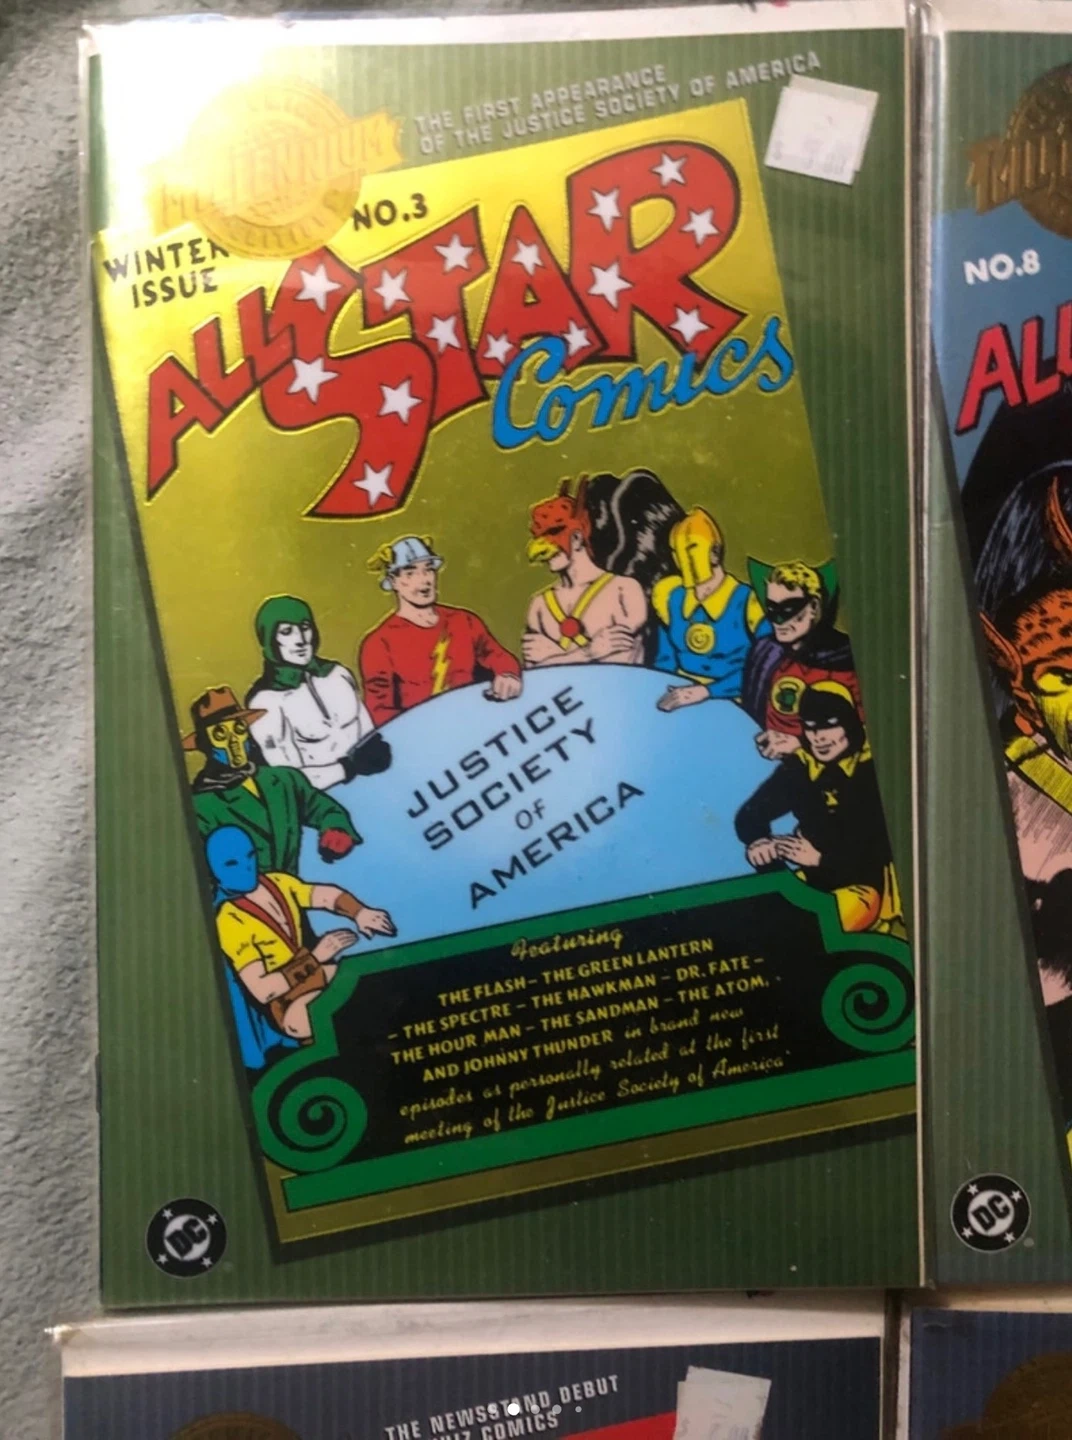 THE FIRST APPEARANCE
OF THE JUSTICE SOCIETY OF AMERICA
MILLENNIUM
NO.3
WINTER
ISSUE
ALL STAR
Comics
JUSTICE
SOCIETY
OF
AMERICA
Featuring
THE FLASH – THE GREEN LANTERN
– THE SPECTRE – THE HAWKMAN – DR. FATE –
THE HOUR MAN – THE SANDMAN – THE ATOM,
AND JOHNNY THUNDER in brand new
episodes as personally related at the first
meeting of the Justice Society of America
DC
NO.8
ALL
DC
THE NEWSSTAND DEBUT
COMICS